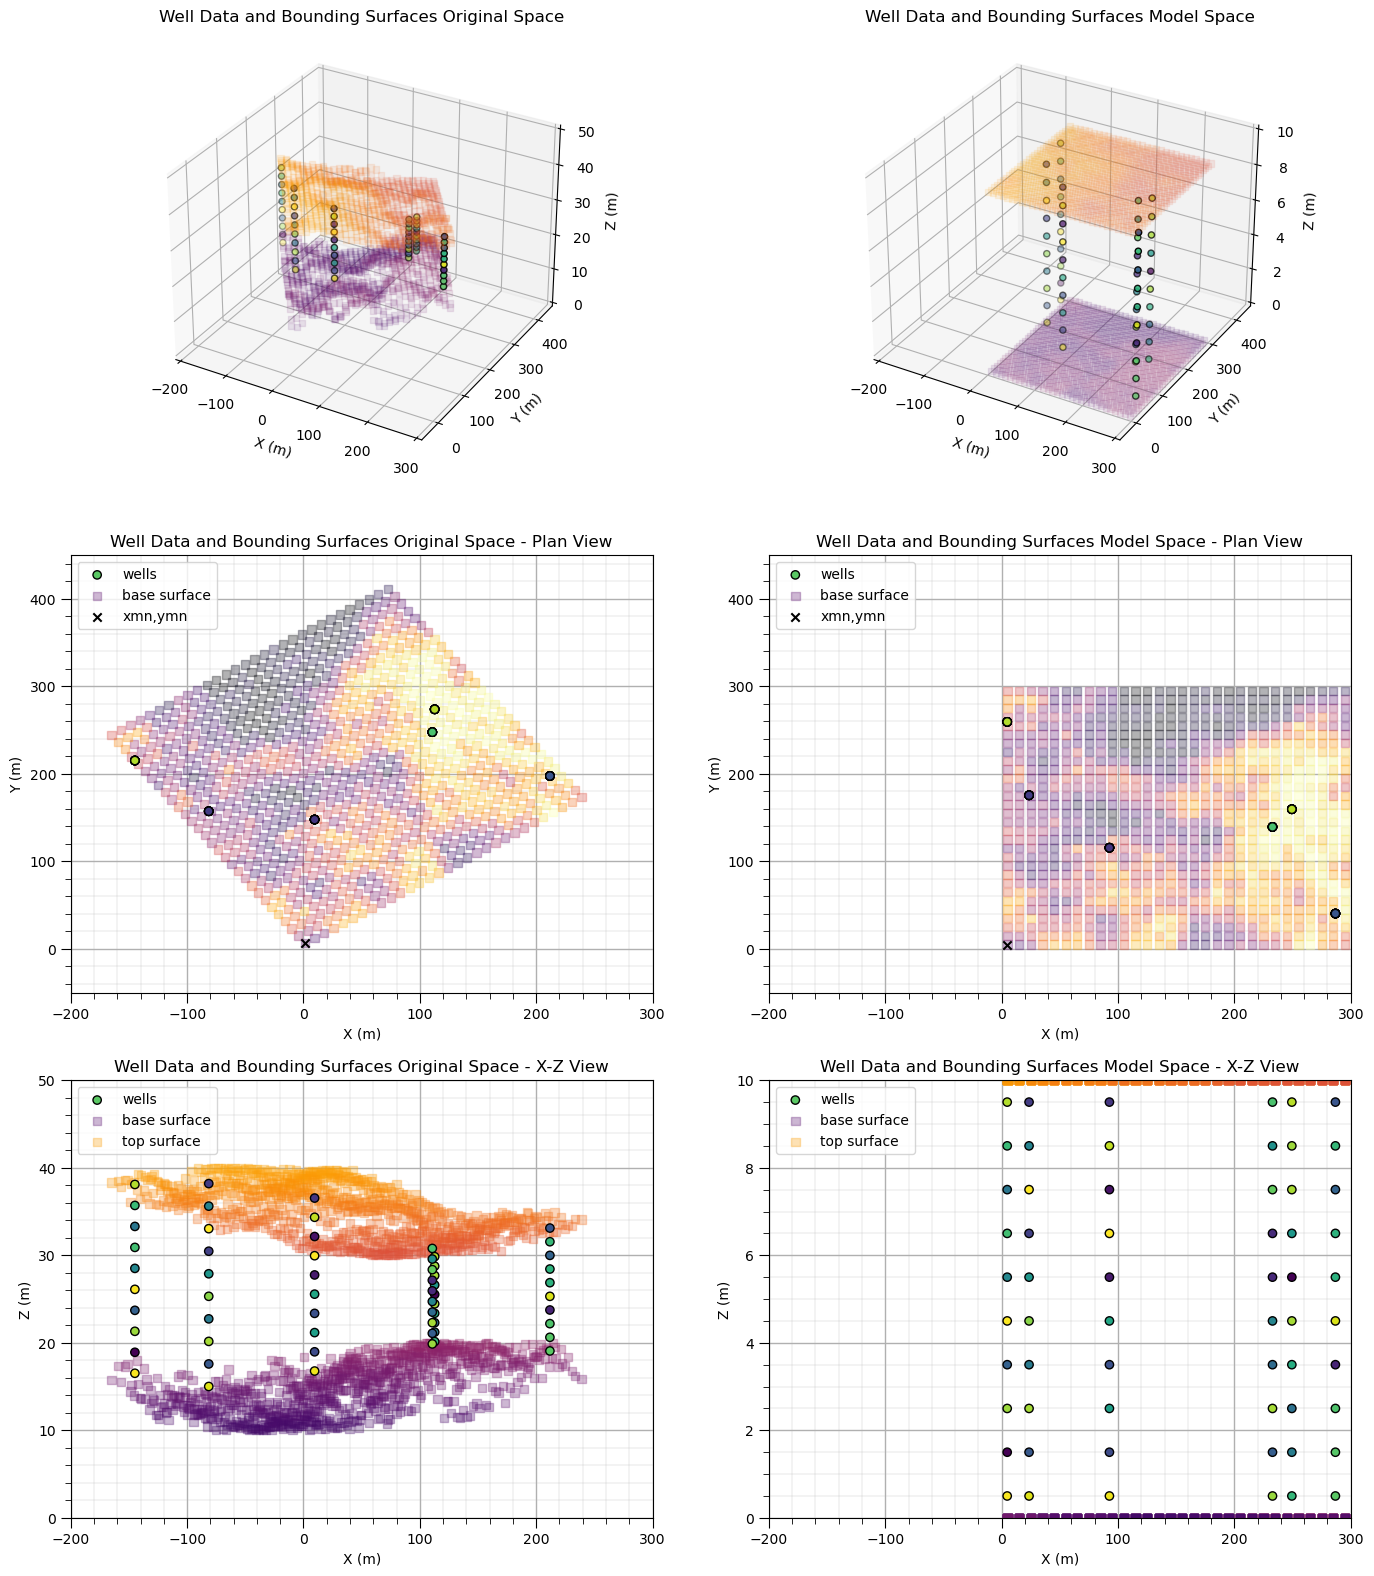 Well Data and Bounding Surfaces Original Space
50
40
30
20
10
0
Z (m)
400
300
200
100
0
Y (m)
−200
−100
0
100
200
300
X (m)
Well Data and Bounding Surfaces Model Space
10
8
6
4
2
0
Z (m)
400
300
200
100
0
Y (m)
−200
−100
0
100
200
300
X (m)
Well Data and Bounding Surfaces Original Space - Plan View
wells
base surface
xmn,ymn
400
300
200
100
0
Y (m)
−200 −100 0 100 200 300
X (m)
Well Data and Bounding Surfaces Model Space - Plan View
wells
base surface
xmn,ymn
400
300
200
100
0
Y (m)
−200 −100 0 100 200 300
X (m)
Well Data and Bounding Surfaces Original Space - X-Z View
wells
base surface
top surface
50
40
30
20
10
0
Z (m)
−200 −100 0 100 200 300
X (m)
Well Data and Bounding Surfaces Model Space - X-Z View
wells
base surface
top surface
10
8
6
4
2
0
Z (m)
−200 −100 0 100 200 300
X (m)